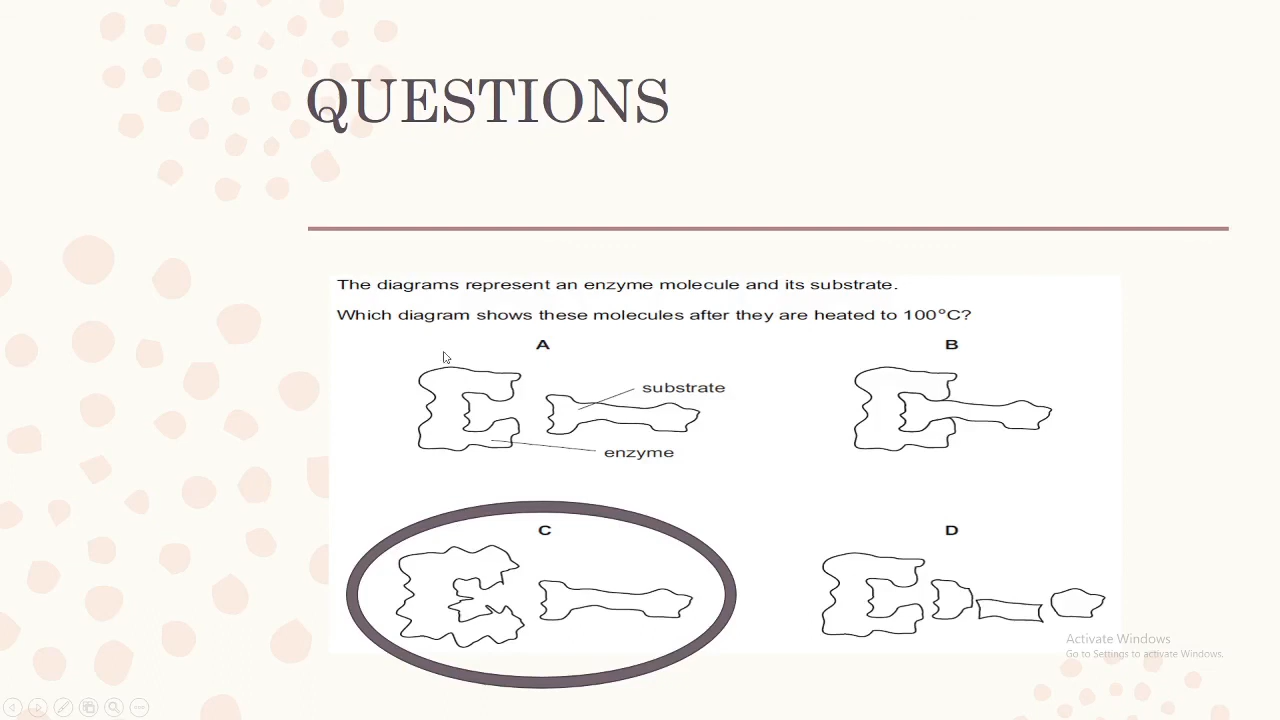 QUESTIONS
The diagrams represent an enzyme molecule and its substrate.
Which diagram shows these molecules after they are heated to 100°C?
A
B
substrate
enzyme
C
D
Activate Windows
Go to Settings to activate Windows.